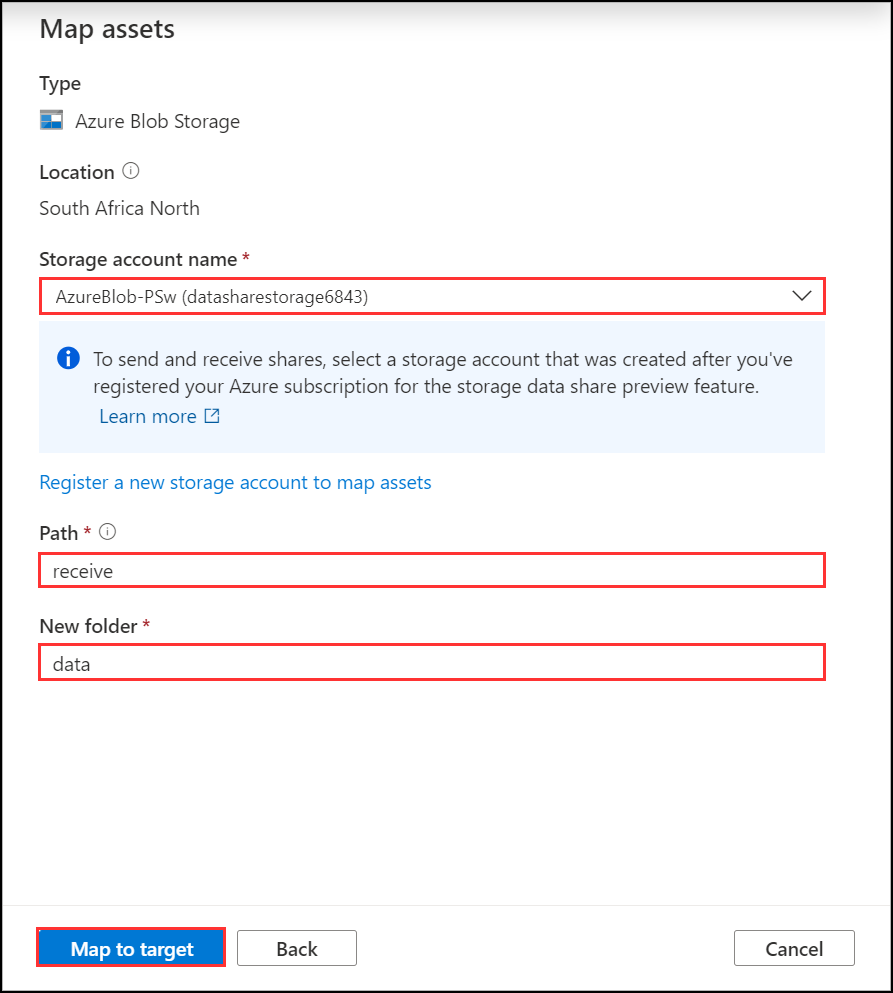 Map assets
Type
Azure Blob Storage
Location
South Africa North
Storage account name *
AzureBlob-PSw (datasharestorage6843)
To send and receive shares, select a storage account that was created after you've
registered your Azure subscription for the storage data share preview feature.
Learn more
Register a new storage account to map assets
Path *
receive
New folder *
data
Map to target
Back
Cancel